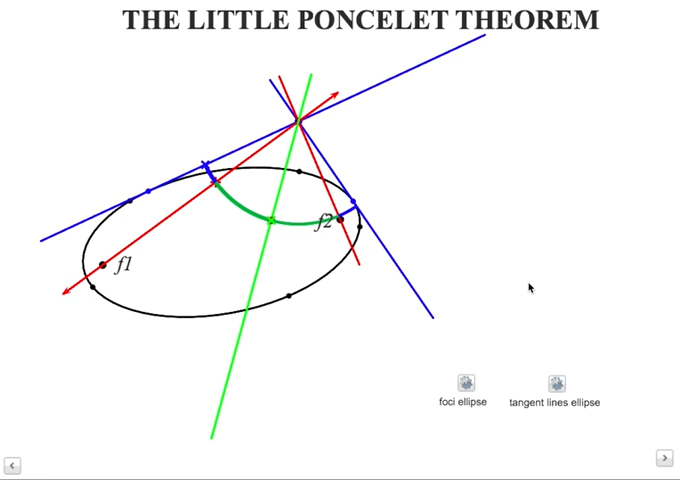 THE LITTLE PONCELET THEOREM
f2
f1
foci ellipse
tangent lines ellipse